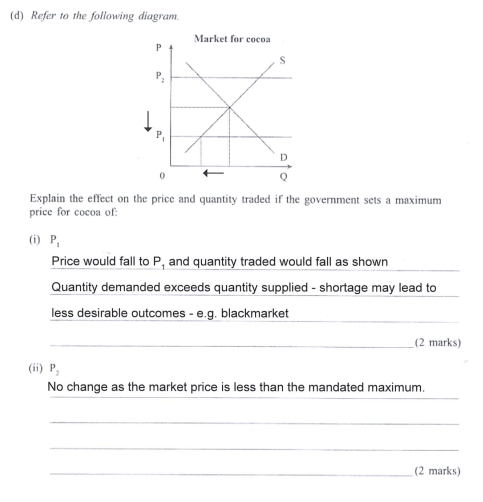 (d) Refer to the following diagram.
Market for cocoa
P
S
P₂
P₁
D
0
Q
Explain the effect on the price and quantity traded if the government sets a maximum
price for cocoa of:
(i) P₁
Price would fall to P₁ and quantity traded would fall as shown
Quantity demanded exceeds quantity supplied - shortage may lead to
less desirable outcomes - e.g. blackmarket
(2 marks)
(ii) P₂
No change as the market price is less than the mandated maximum.
(2 marks)